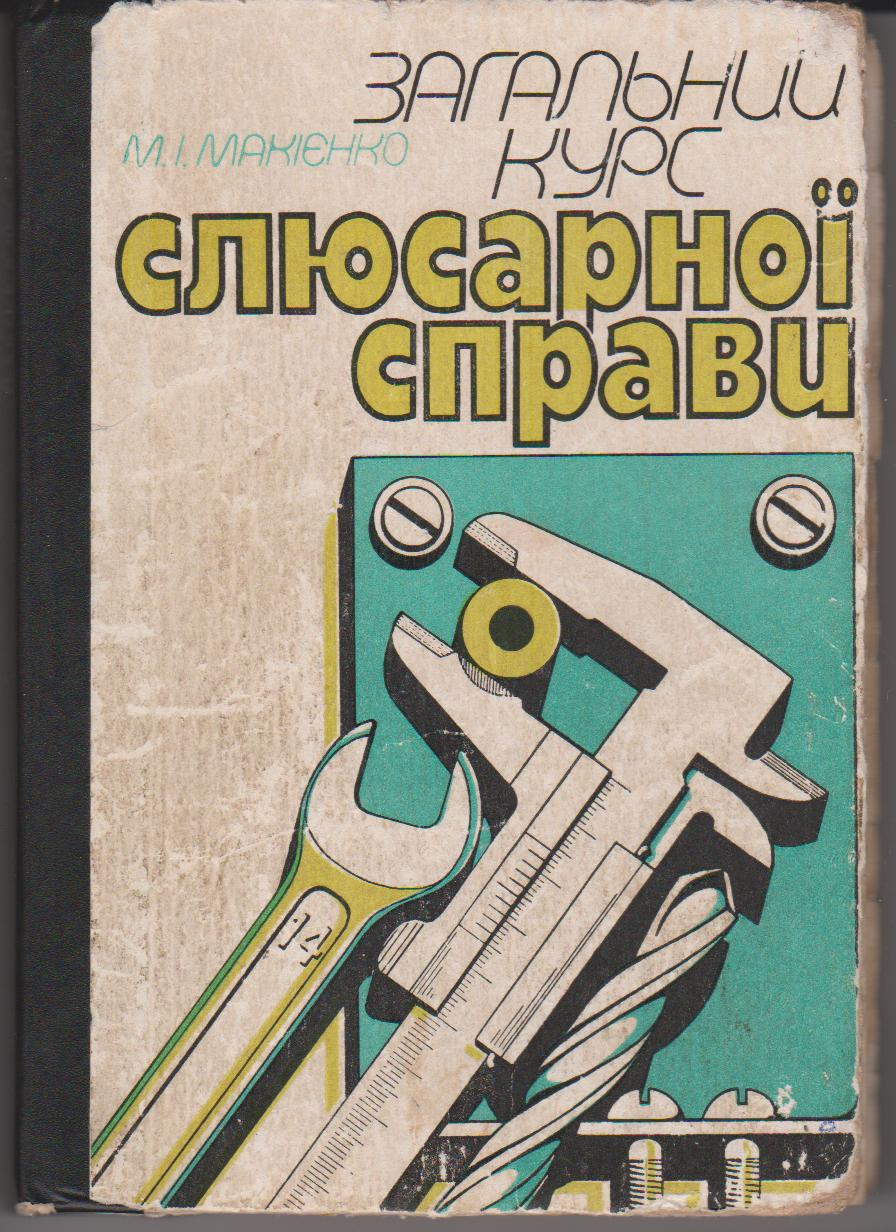 ЗАГАЛЬНИЙ
М.І. МАКІЄНКО
КУРС
слюсарної
справи
14